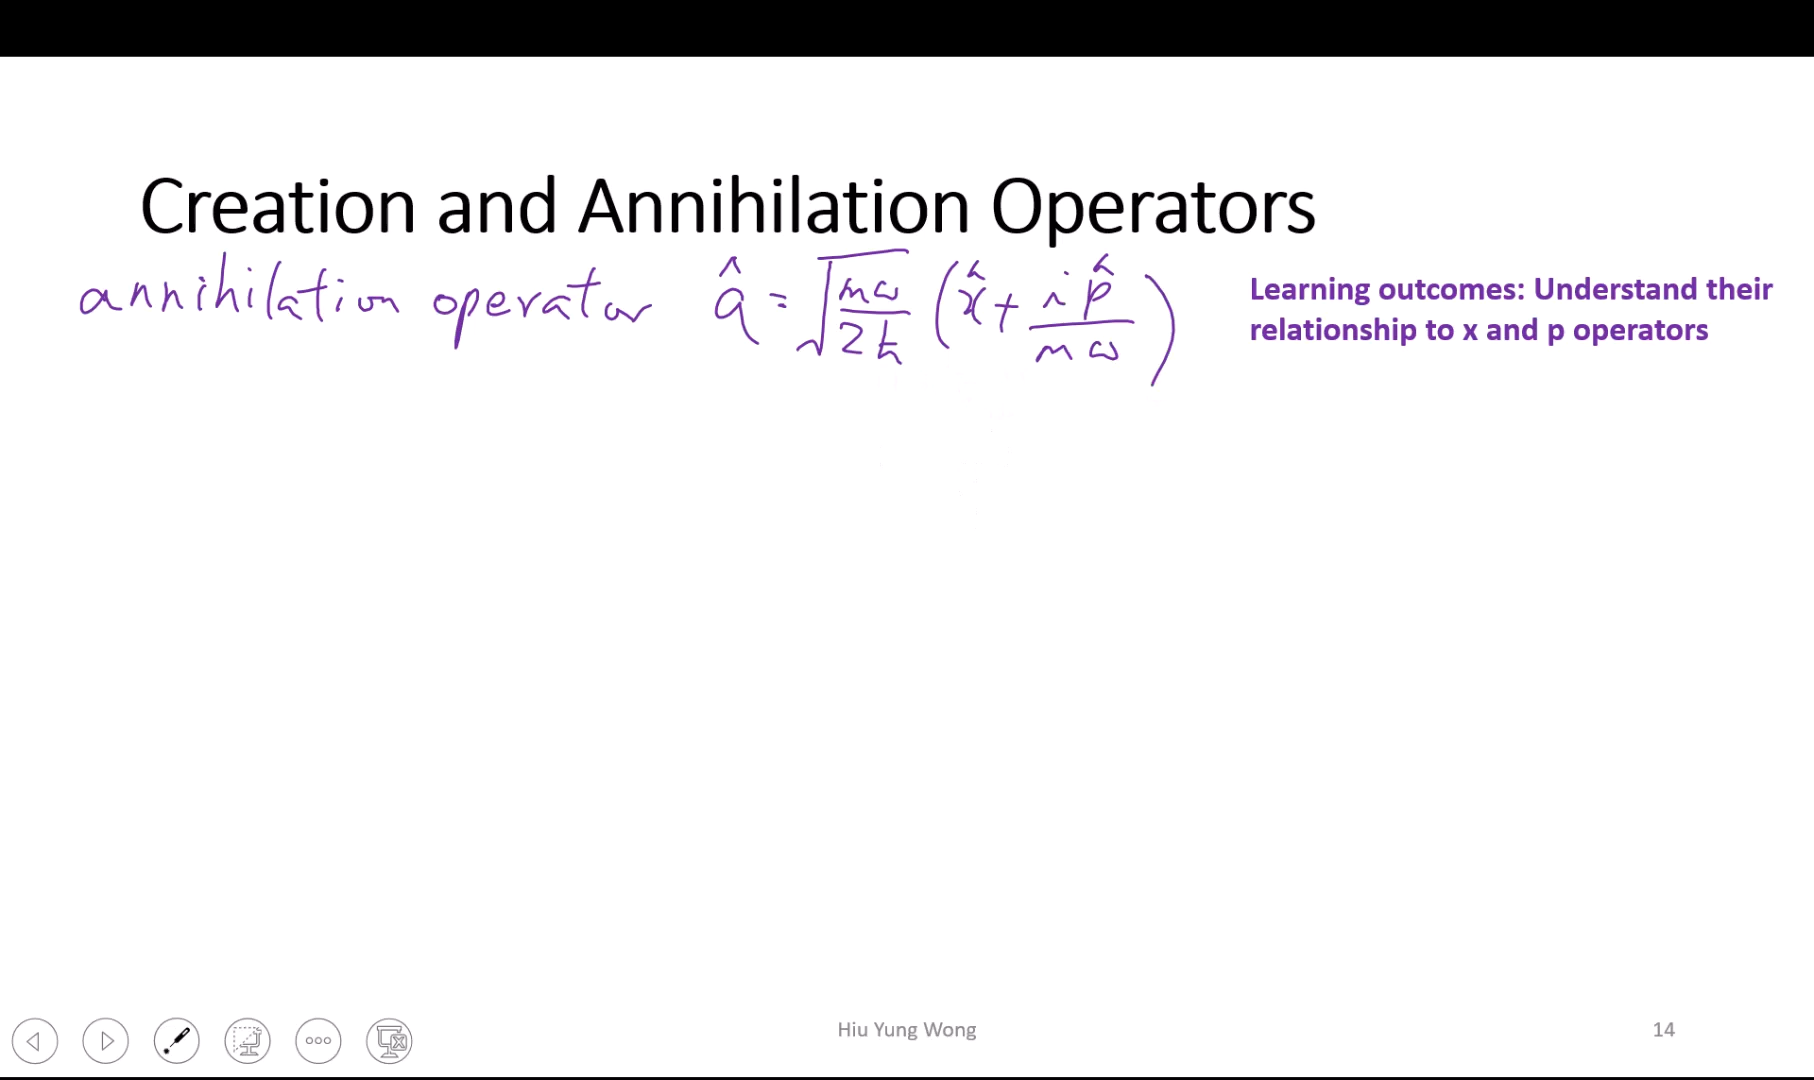 Creation and Annihilation Operators
annihilation operator â = √(mω/2ħ) (x̂ + ip̂/mω)
Learning outcomes: Understand their
relationship to x and p operators
Hiu Yung Wong
14